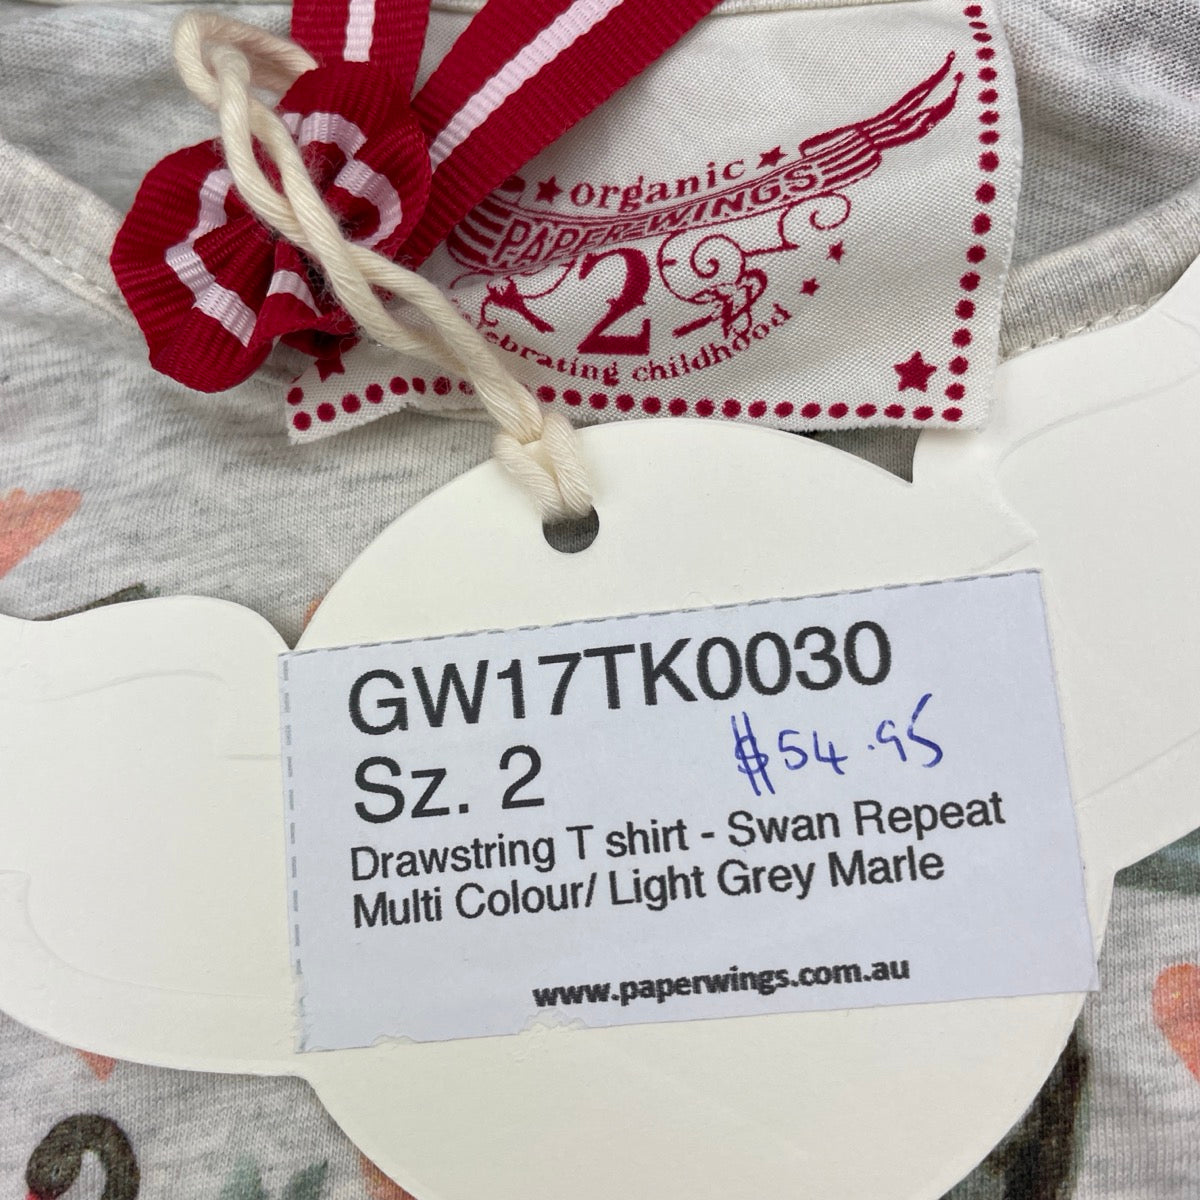 organic
PAPER WINGS
2
celebrating childhood
GW17TK0030
Sz. 2
$54.95
Drawstring T shirt - Swan Repeat
Multi Colour/ Light Grey Marle
www.paperwings.com.au